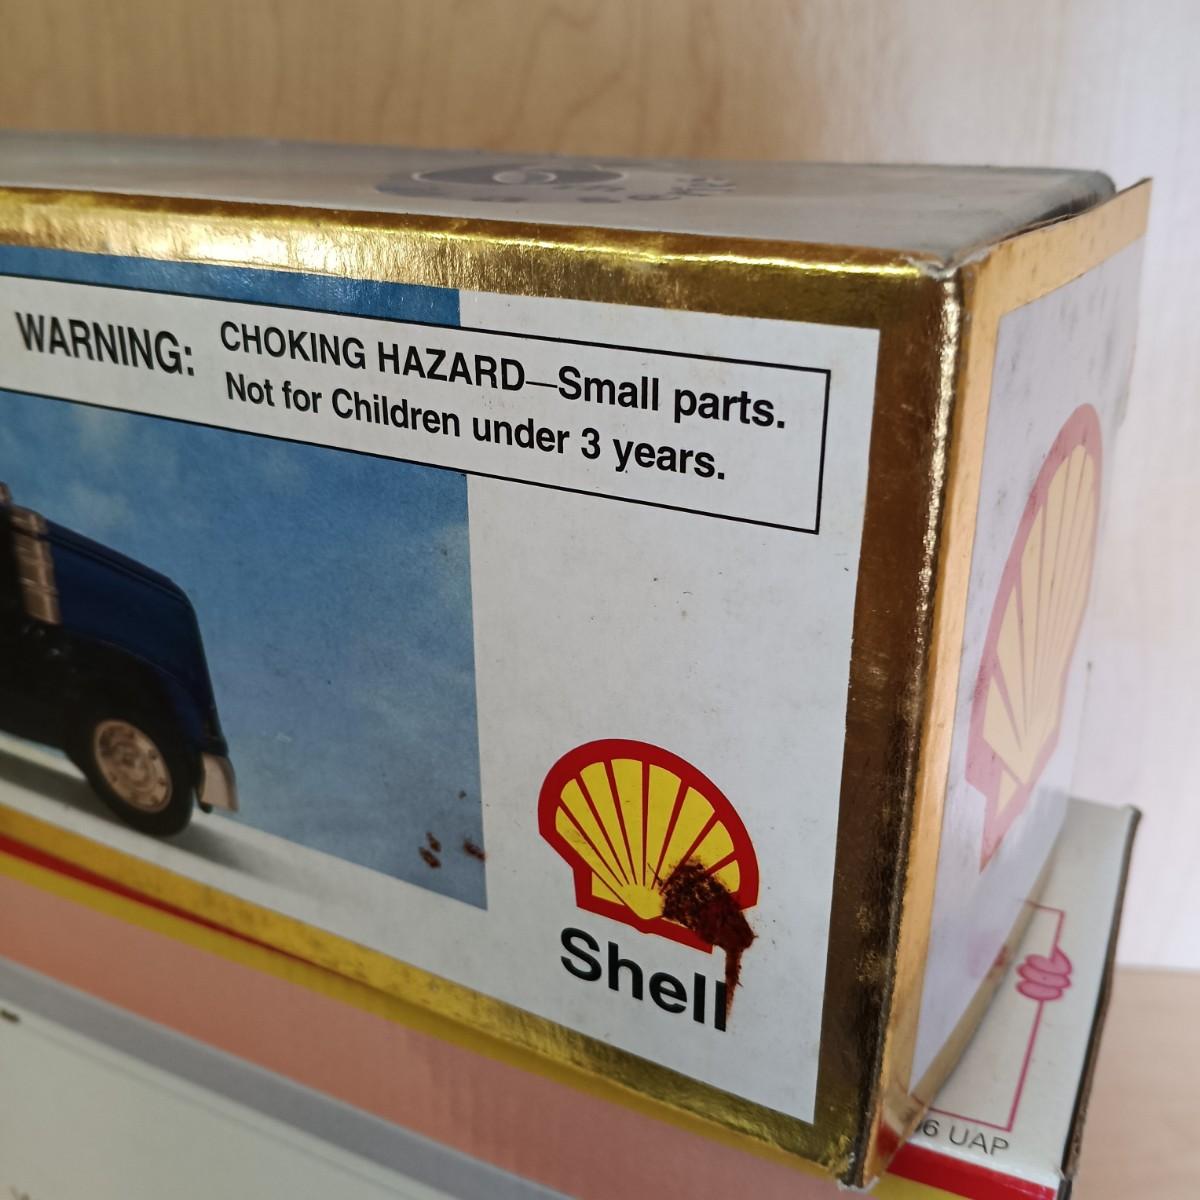 WARNING: CHOKING HAZARD—Small parts.
Not for Children under 3 years.
Shell
6 UAP